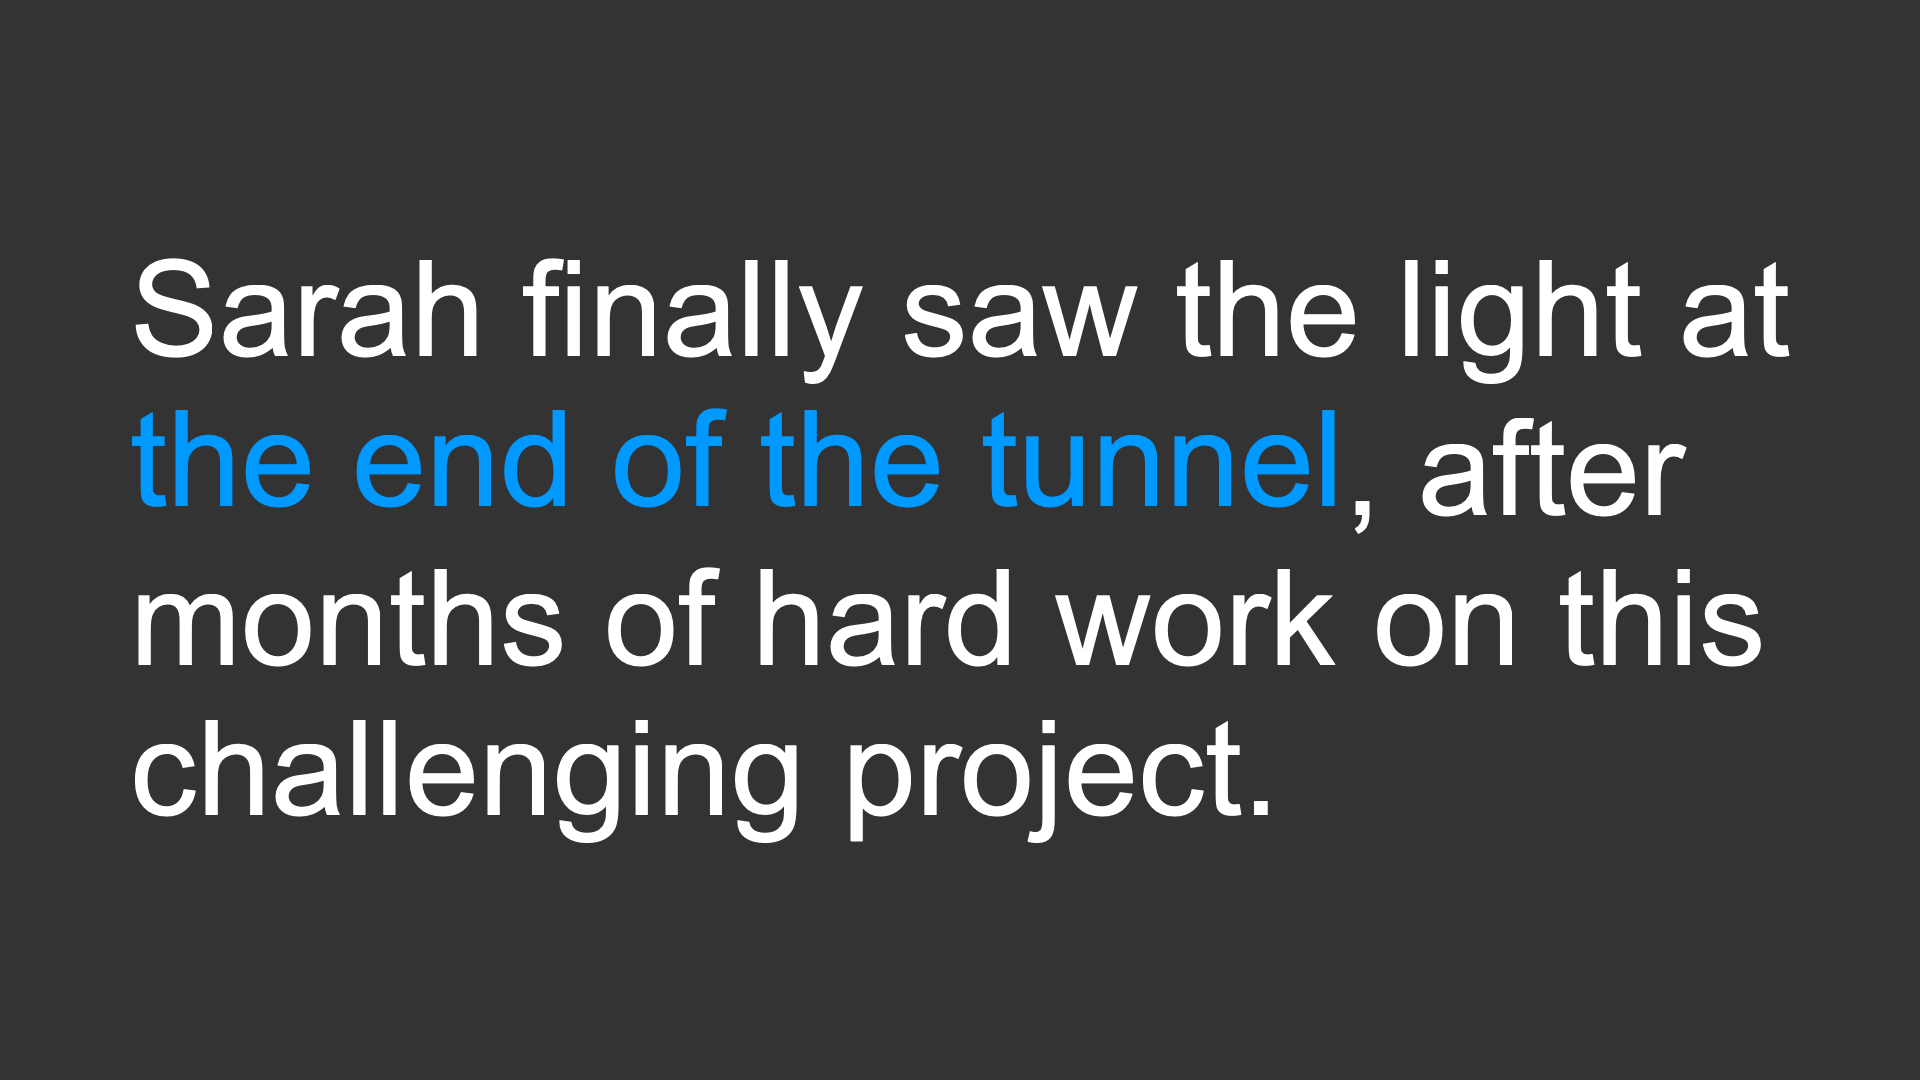 Sarah finally saw the light at
the end of the tunnel, after
months of hard work on this
challenging project.